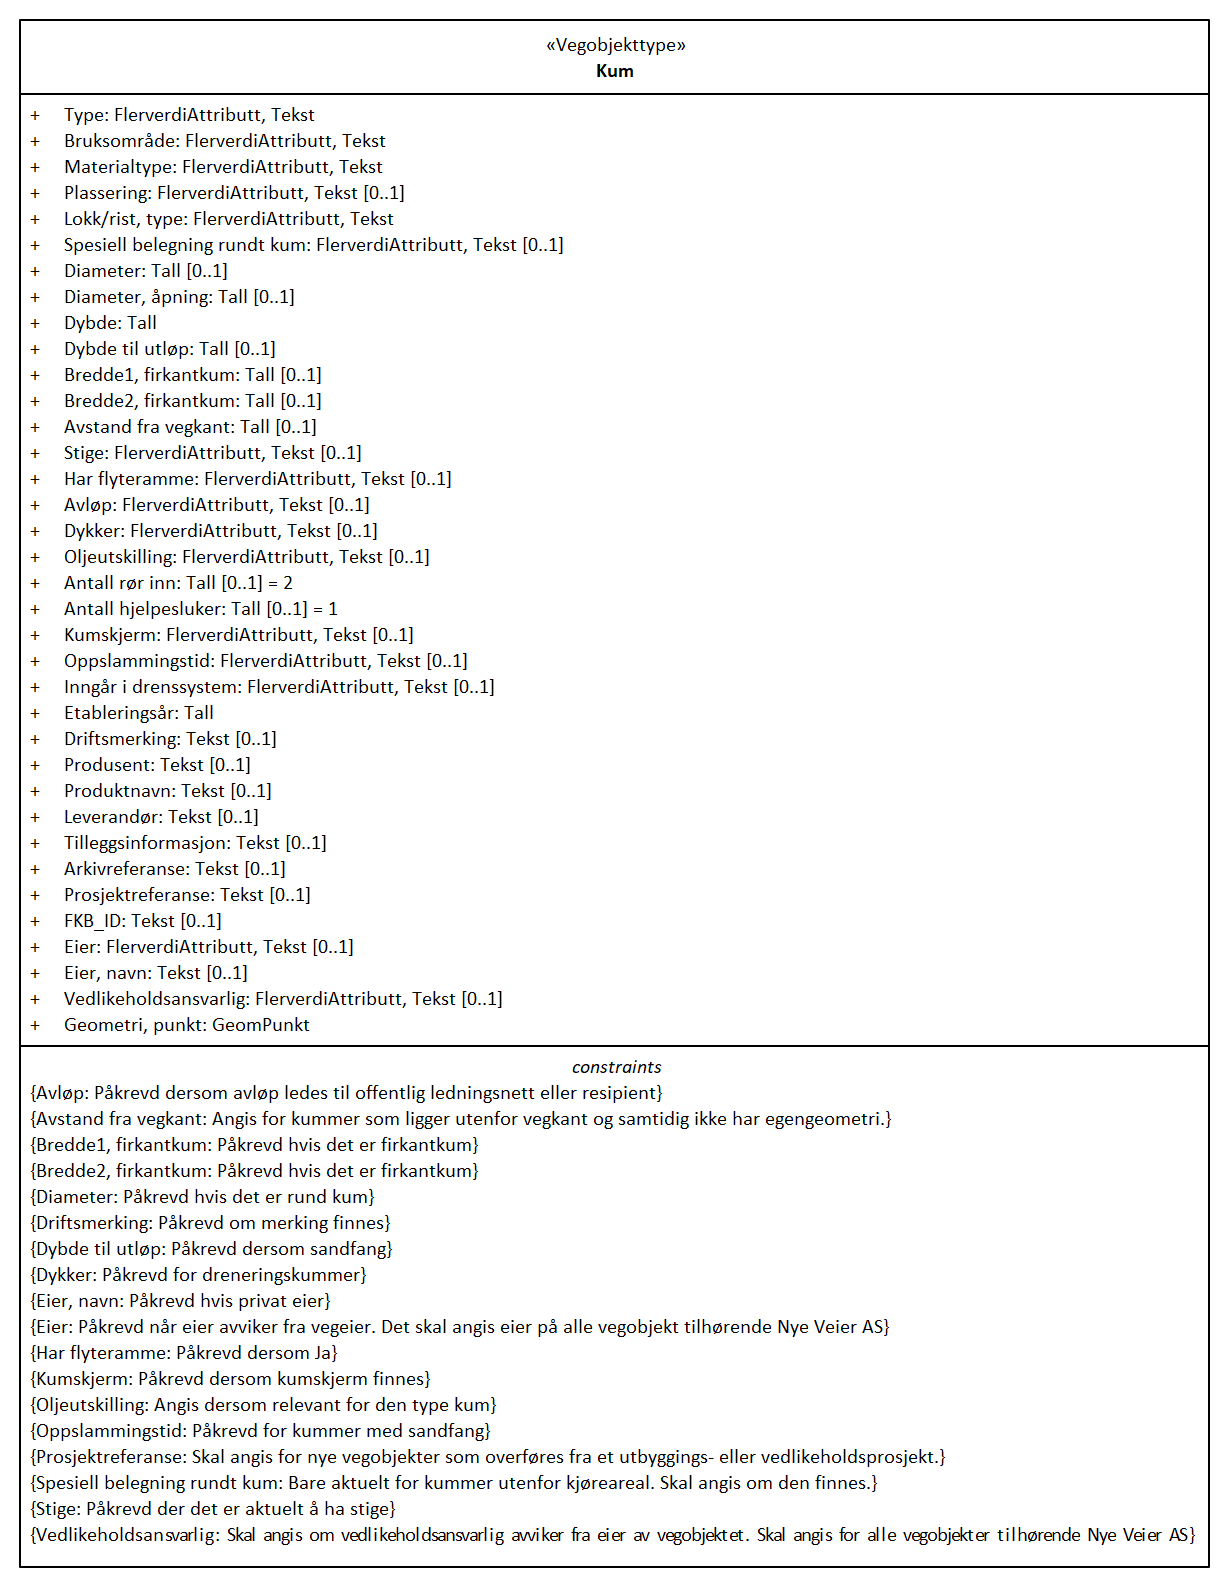 «Vegobjekttype»
Kum
+ Type: FlerverdiAttributt, Tekst
+ Bruksområde: FlerverdiAttributt, Tekst
+ Materialtype: FlerverdiAttributt, Tekst
+ Plassering: FlerverdiAttributt, Tekst [0..1]
+ Lokk/rist, type: FlerverdiAttributt, Tekst
+ Spesiell belegning rundt kum: FlerverdiAttributt, Tekst [0..1]
+ Diameter: Tall [0..1]
+ Diameter, åpning: Tall [0..1]
+ Dybde: Tall
+ Dybde til utløp: Tall [0..1]
+ Bredde1, firkantkum: Tall [0..1]
+ Bredde2, firkantkum: Tall [0..1]
+ Avstand fra vegkant: Tall [0..1]
+ Stige: FlerverdiAttributt, Tekst [0..1]
+ Har flyteramme: FlerverdiAttributt, Tekst [0..1]
+ Avløp: FlerverdiAttributt, Tekst [0..1]
+ Dykker: FlerverdiAttributt, Tekst [0..1]
+ Oljeutskilling: FlerverdiAttributt, Tekst [0..1]
+ Antall rør inn: Tall [0..1] = 2
+ Antall hjelpesluker: Tall [0..1] = 1
+ Kumskjerm: FlerverdiAttributt, Tekst [0..1]
+ Oppslammingstid: FlerverdiAttributt, Tekst [0..1]
+ Inngår i drenssystem: FlerverdiAttributt, Tekst [0..1]
+ Etableringsår: Tall
+ Driftsmerking: Tekst [0..1]
+ Produsent: Tekst [0..1]
+ Produktnavn: Tekst [0..1]
+ Leverandør: Tekst [0..1]
+ Tilleggsinformasjon: Tekst [0..1]
+ Arkivreferanse: Tekst [0..1]
+ Prosjektreferanse: Tekst [0..1]
+ FKB_ID: Tekst [0..1]
+ Eier: FlerverdiAttributt, Tekst [0..1]
+ Eier, navn: Tekst [0..1]
+ Vedlikeholdsansvarlig: FlerverdiAttributt, Tekst [0..1]
+ Geometri, punkt: GeomPunkt
constraints
{Avløp: Påkrevd dersom avløp ledes til offentlig ledningsnett eller resipient}
{Avstand fra vegkant: Angis for kummer som ligger utenfor vegkant og samtidig ikke har egengeometri.}
{Bredde1, firkantkum: Påkrevd hvis det er firkantkum}
{Bredde2, firkantkum: Påkrevd hvis det er firkantkum}
{Diameter: Påkrevd hvis det er rund kum}
{Driftsmerking: Påkrevd om merking finnes}
{Dybde til utløp: Påkrevd dersom sandfang}
{Dykker: Påkrevd for dreneringskummer}
{Eier, navn: Påkrevd hvis privat eier}
{Eier: Påkrevd når eier avviker fra vegeier. Det skal angis eier på alle vegobjekt tilhørende Nye Veier AS}
{Har flyteramme: Påkrevd dersom Ja}
{Kumskjerm: Påkrevd dersom kumskjerm finnes}
{Oljeutskilling: Angis dersom relevant for den type kum}
{Oppslammingstid: Påkrevd for kummer med sandfang}
{Prosjektreferanse: Skal angis for nye vegobjekter som overføres fra et utbyggings- eller vedlikeholdsprosjekt.}
{Spesiell belegning rundt kum: Bare aktuelt for kummer utenfor kjøreareal. Skal angis om den finnes.}
{Stige: Påkrevd der det er aktuelt å ha stige}
{Vedlikeholdsansvarlig: Skal angis om vedlikeholdsansvarlig avviker fra eier av vegobjektet. Skal angis for alle vegobjekter tilhørende Nye Veier AS}